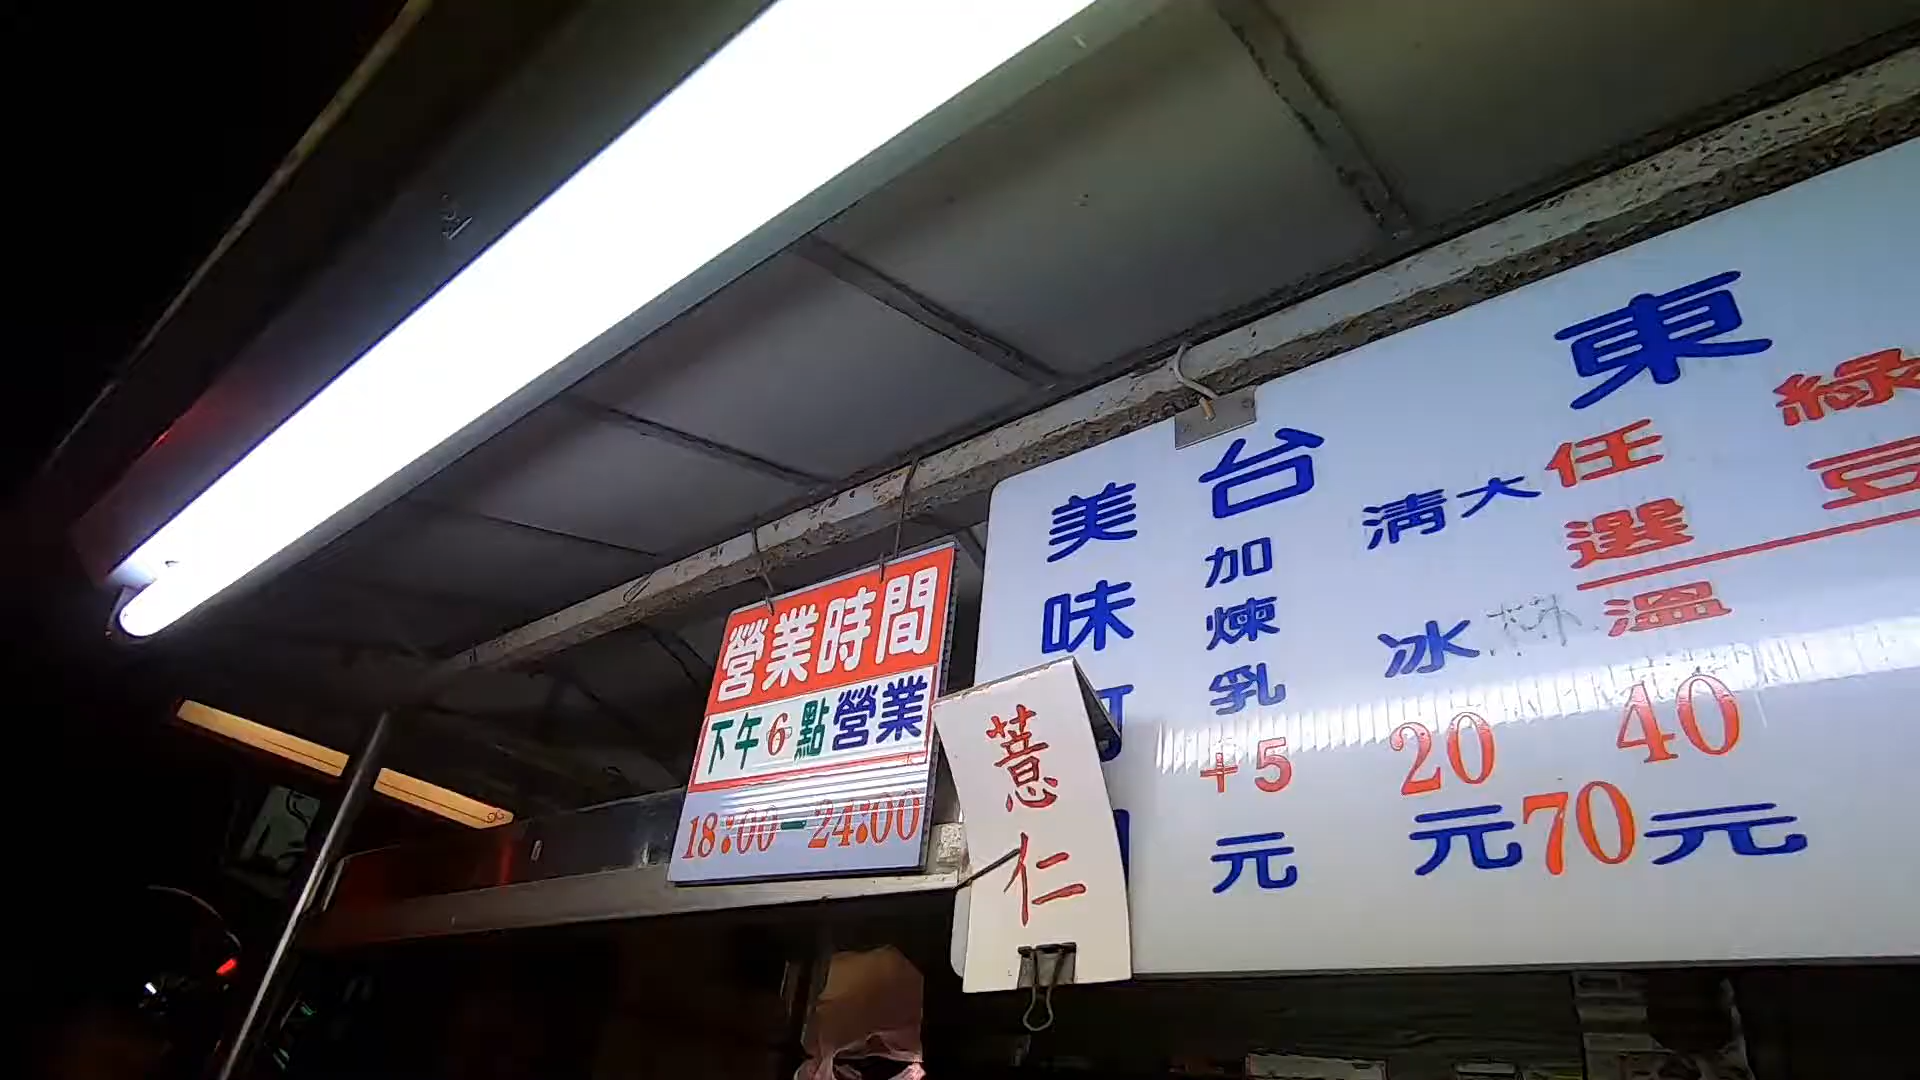 營業時間
下午6點營業
18:00-24:00
薏仁
美味
台
加煉乳+5元
東
清冰20元
大
任選
溫
40
70元
綠豆